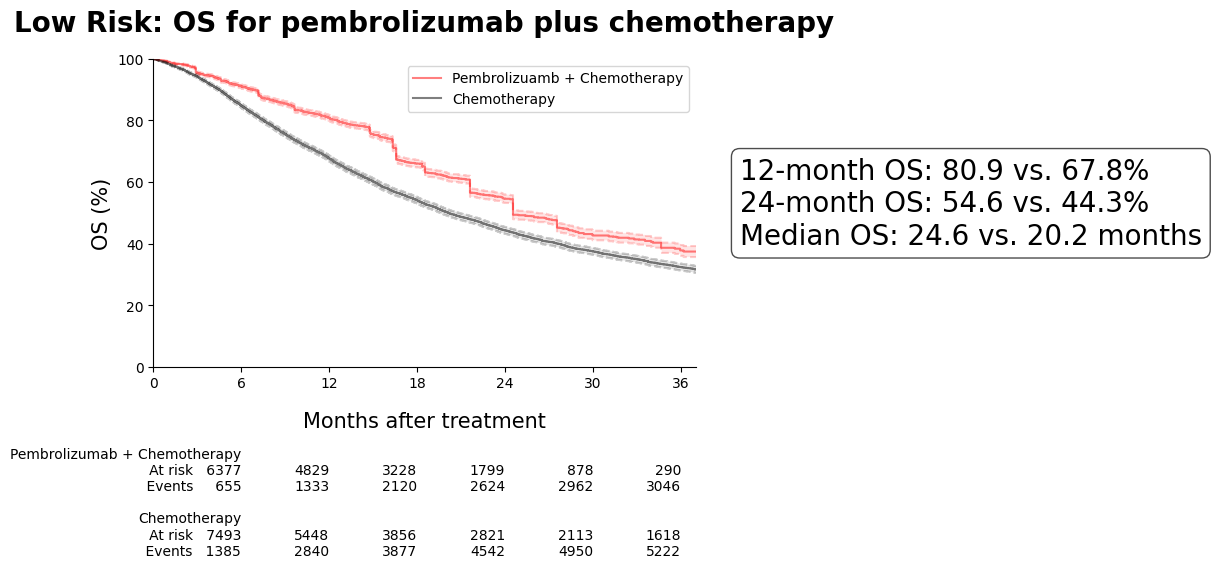 Low Risk: OS for pembrolizumab plus chemotherapy
100
80
60
40
20
0
OS (%)
Pembrolizuamb + Chemotherapy
Chemotherapy
12-month OS: 80.9 vs. 67.8%
24-month OS: 54.6 vs. 44.3%
Median OS: 24.6 vs. 20.2 months
0 6 12 18 24 30 36
Months after treatment
Pembrolizumab + Chemotherapy
At risk 6377 4829 3228 1799 878 290
Events 655 1333 2120 2624 2962 3046
Chemotherapy
At risk 7493 5448 3856 2821 2113 1618
Events 1385 2840 3877 4542 4950 5222